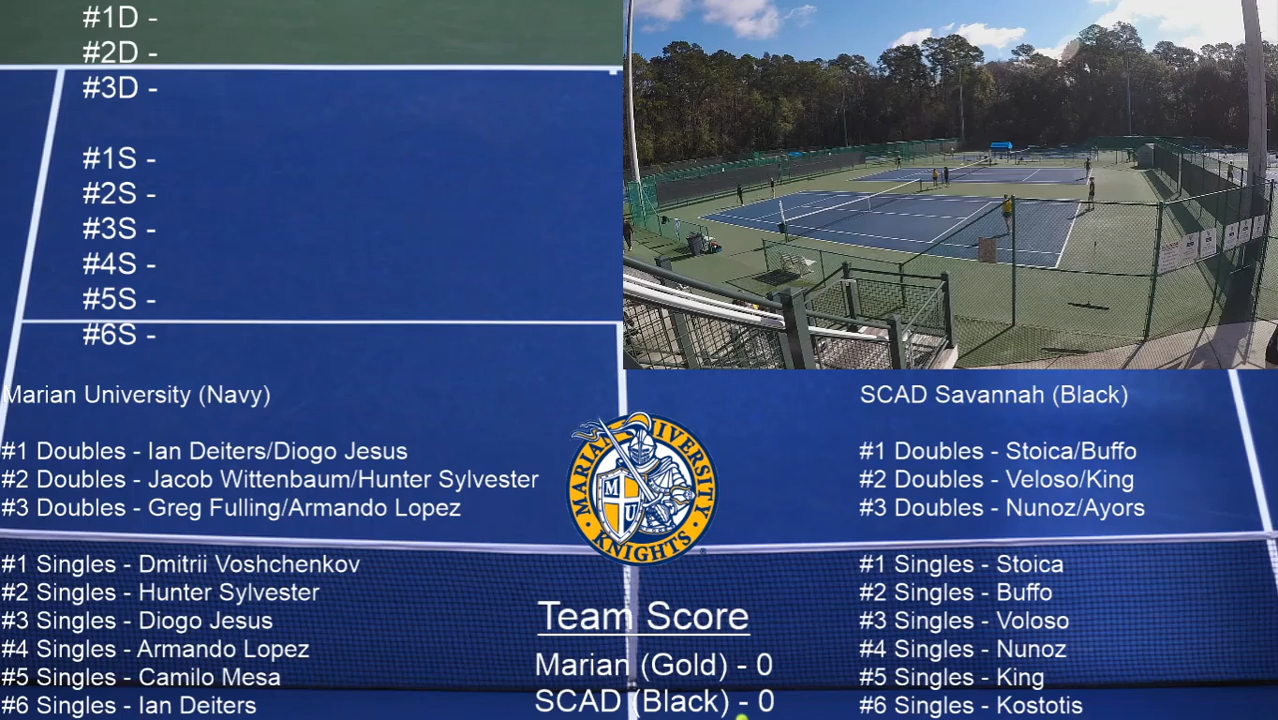 #1D -
#2D -
#3D -
#1S -
#2S -
#3S -
#4S -
#5S -
#6S -
Marian University (Navy)
#1 Doubles - Ian Deiters/Diogo Jesus
#2 Doubles - Jacob Wittenbaum/Hunter Sylvester
#3 Doubles - Greg Fulling/Armando Lopez
#1 Singles - Dmitrii Voshchenkov
#2 Singles - Hunter Sylvester
#3 Singles - Diogo Jesus
#4 Singles - Armando Lopez
#5 Singles - Camilo Mesa
#6 Singles - Ian Deiters
MARIAN UNIVERSITY
MU
KNIGHTS
Team Score
Marian (Gold) - 0
SCAD (Black) - 0
SCAD Savannah (Black)
#1 Doubles - Stoica/Buffo
#2 Doubles - Veloso/King
#3 Doubles - Nunoz/Ayors
#1 Singles - Stoica
#2 Singles - Buffo
#3 Singles - Voloso
#4 Singles - Nunoz
#5 Singles - King
#6 Singles - Kostotis